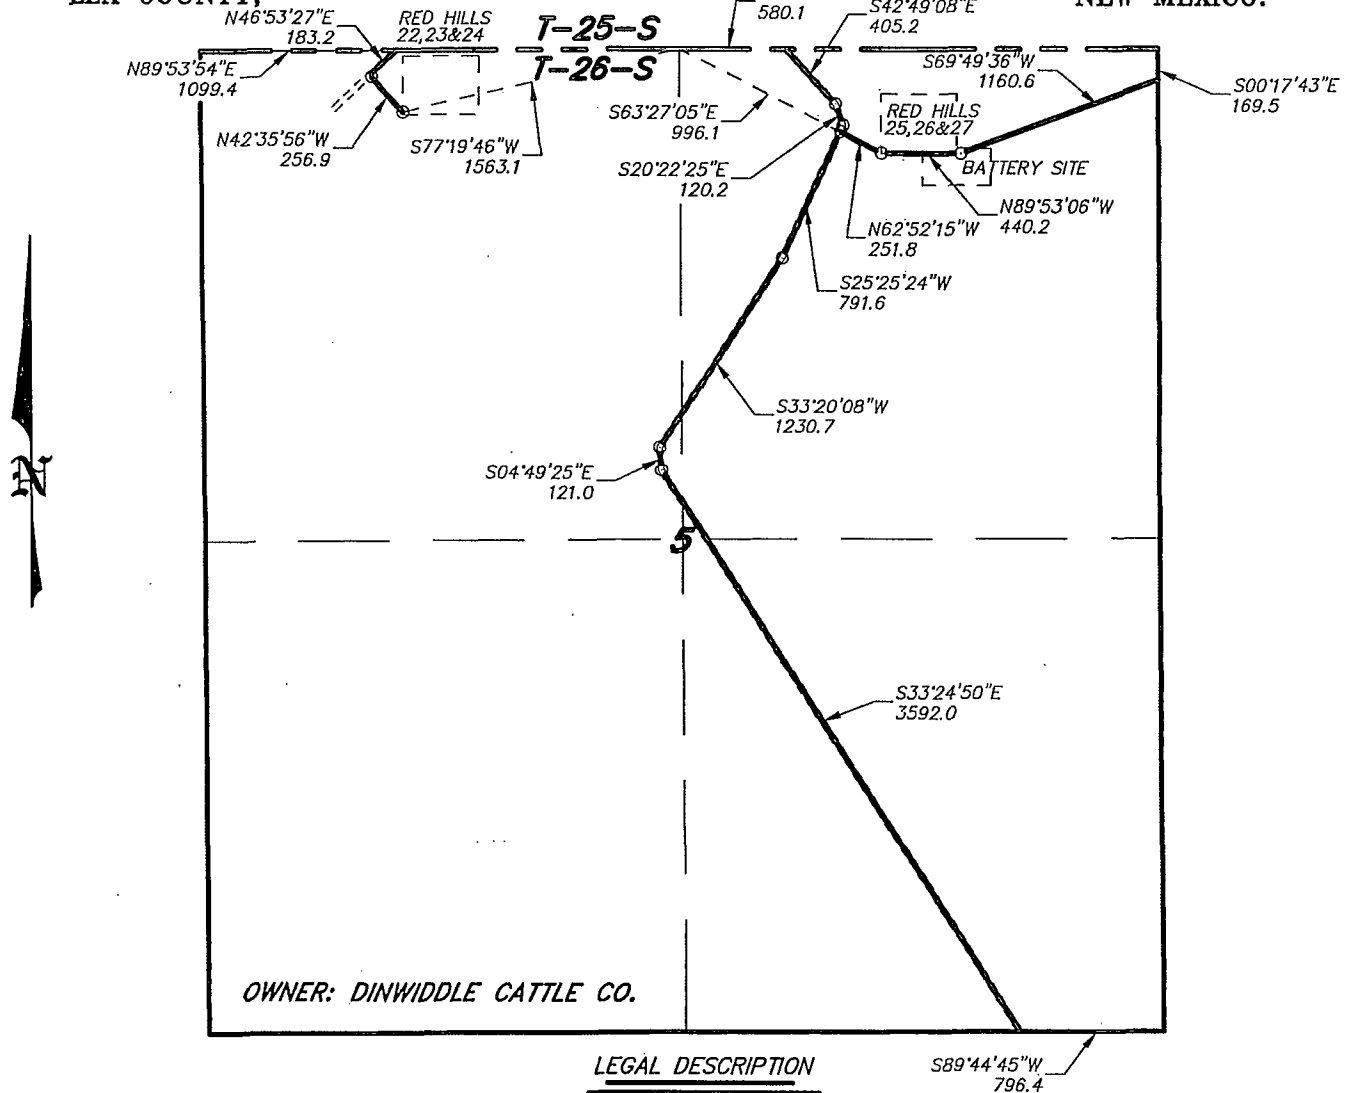 LEA COUNTY,
NEW MEXICO.
580.1
S42°49'08"E
405.2
N46°53'27"E
183.2
RED HILLS
22,23&24
T-25-S
T-26-S
N89°53'54"E
1099.4
S69°49'36"W
1160.6
S00°17'43"E
169.5
N42°35'56"W
256.9
S77°19'46"W
1563.1
S63°27'05"E
996.1
RED HILLS
25,26&27
S20°22'25"E
120.2
BATTERY SITE
N89°53'06"W
440.2
N62°52'15"W
251.8
S25°25'24"W
791.6
S33°20'08"W
1230.7
N
S04°49'25"E
121.0
5
S33°24'50"E
3592.0
OWNER: DINWIDDLE CATTLE CO.
LEGAL DESCRIPTION
S89°44'45"W
796.4